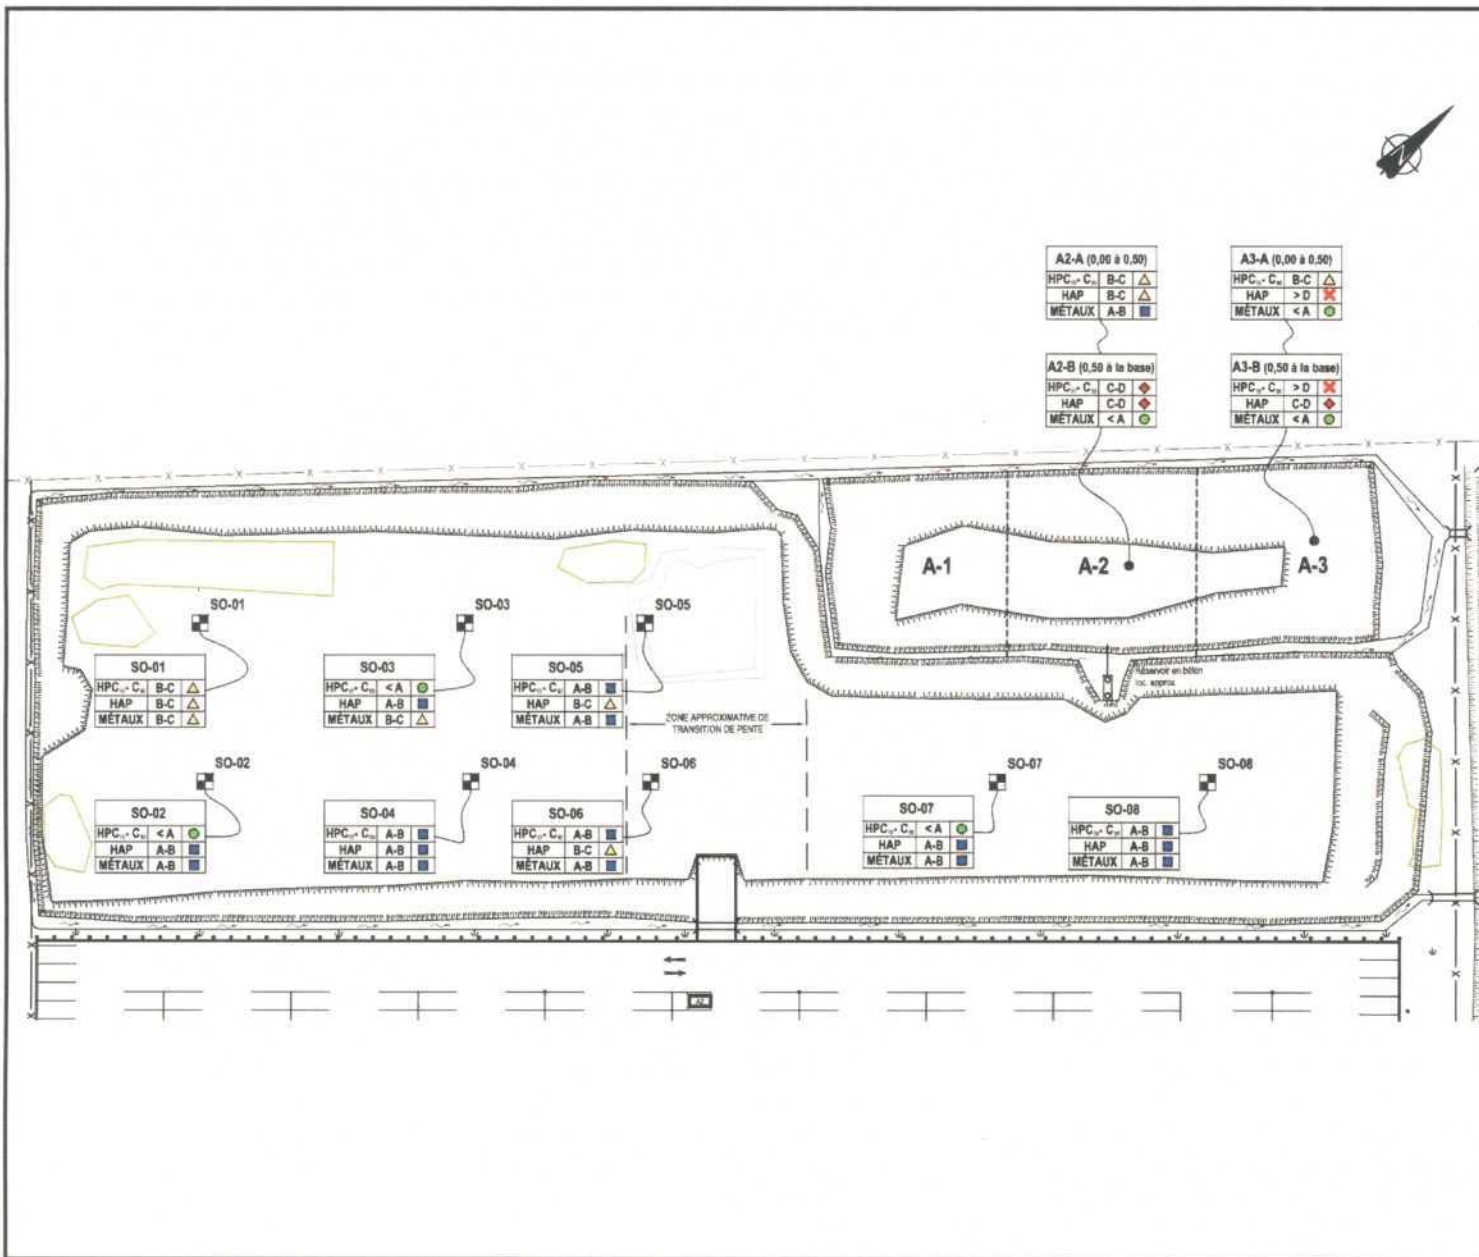 N
A2-A (0,00 à 0,50)
HPC₁₀- C₅₀ B-C
HAP B-C
MÉTAUX A-B
A3-A (0,00 à 0,50)
HPC₁₀- C₅₀ B-C
HAP > D
MÉTAUX < A
A2-B (0,50 à la base)
HPC₁₀- C₅₀ C-D
HAP C-D
MÉTAUX < A
A3-B (0,50 à la base)
HPC₁₀- C₅₀ > D
HAP C-D
MÉTAUX < A
A-1
A-2
A-3
SO-01
SO-03
SO-05
SO-01
HPC₁₀- C₅₀ B-C
HAP B-C
MÉTAUX B-C
SO-03
HPC₁₀- C₅₀ < A
HAP A-B
MÉTAUX B-C
SO-05
HPC₁₀- C₅₀ A-B
HAP B-C
MÉTAUX A-B
Réservoir en béton
loc. approx.
ZONE APPROXIMATIVE DE
TRANSITION DE PENTE
SO-02
SO-04
SO-06
SO-07
SO-08
SO-02
HPC₁₀- C₅₀ < A
HAP A-B
MÉTAUX A-B
SO-04
HPC₁₀- C₅₀ A-B
HAP A-B
MÉTAUX A-B
SO-06
HPC₁₀- C₅₀ A-B
HAP B-C
MÉTAUX A-B
SO-07
HPC₁₀- C₅₀ < A
HAP A-B
MÉTAUX A-B
SO-08
HPC₁₀- C₅₀ A-B
HAP A-B
MÉTAUX A-B